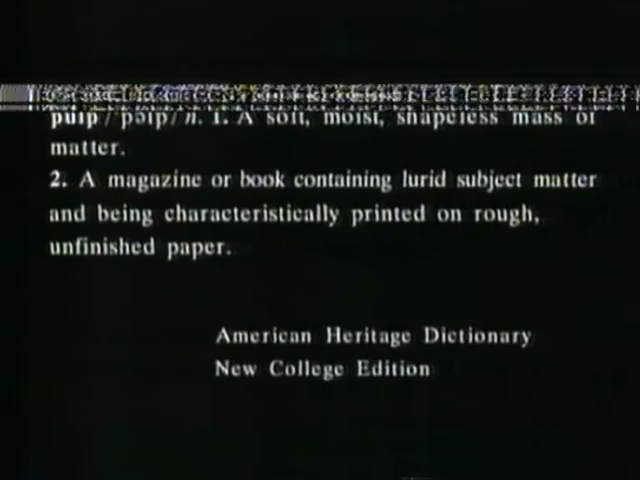 pulp / pəlp/ n. 1. A soft, moist, shapeless mass of
matter.
2. A magazine or book containing lurid subject matter
and being characteristically printed on rough,
unfinished paper.
American Heritage Dictionary
New College Edition